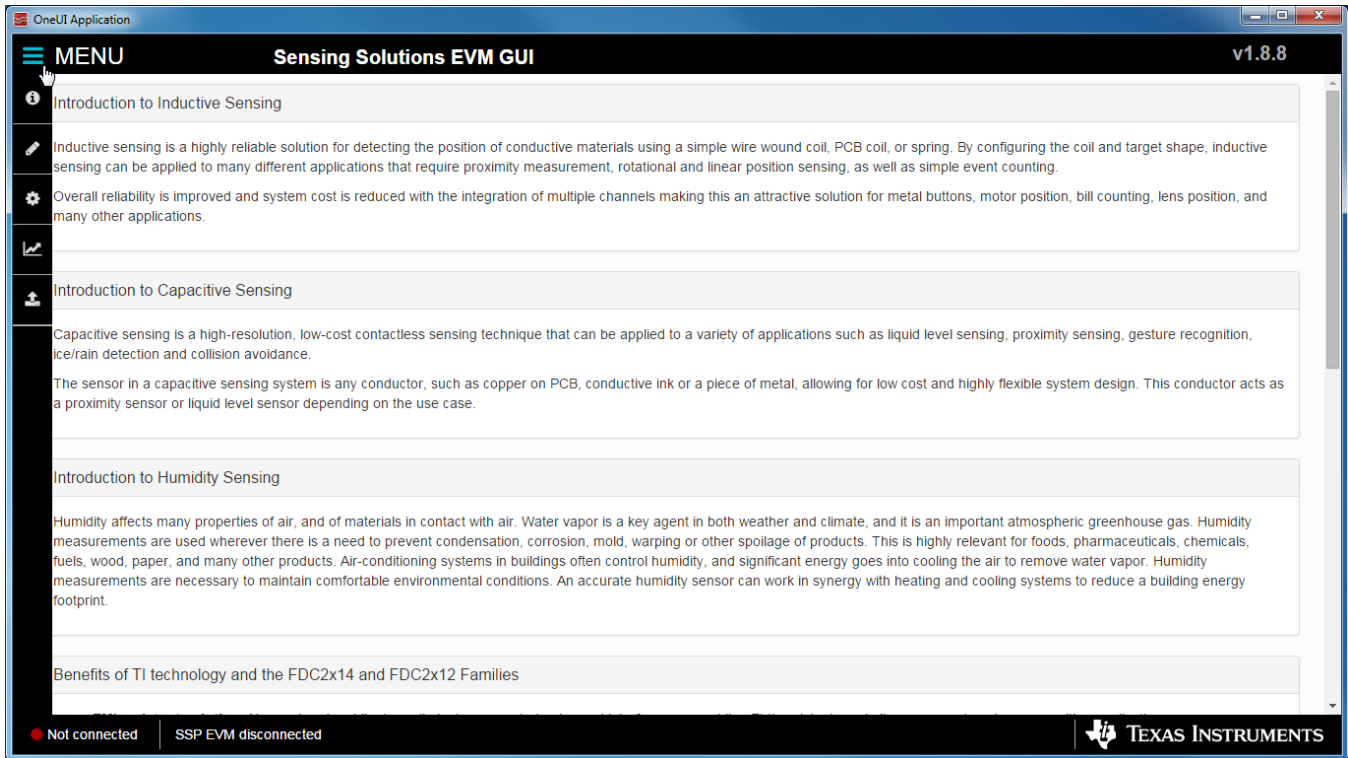 OneUI Application
MENU
Sensing Solutions EVM GUI
v1.8.8
Introduction to Inductive Sensing
Inductive sensing is a highly reliable solution for detecting the position of conductive materials using a simple wire wound coil, PCB coil, or spring. By configuring the coil and target shape, inductive
sensing can be applied to many different applications that require proximity measurement, rotational and linear position sensing, as well as simple event counting.
Overall reliability is improved and system cost is reduced with the integration of multiple channels making this an attractive solution for metal buttons, motor position, bill counting, lens position, and
many other applications.
Introduction to Capacitive Sensing
Capacitive sensing is a high-resolution, low-cost contactless sensing technique that can be applied to a variety of applications such as liquid level sensing, proximity sensing, gesture recognition,
ice/rain detection and collision avoidance.
The sensor in a capacitive sensing system is any conductor, such as copper on PCB, conductive ink or a piece of metal, allowing for low cost and highly flexible system design. This conductor acts as
a proximity sensor or liquid level sensor depending on the use case.
Introduction to Humidity Sensing
Humidity affects many properties of air, and of materials in contact with air. Water vapor is a key agent in both weather and climate, and it is an important atmospheric greenhouse gas. Humidity
measurements are used wherever there is a need to prevent condensation, corrosion, mold, warping or other spoilage of products. This is highly relevant for foods, pharmaceuticals, chemicals,
fuels, wood, paper, and many other products. Air-conditioning systems in buildings often control humidity, and significant energy goes into cooling the air to remove water vapor. Humidity
measurements are necessary to maintain comfortable environmental conditions. An accurate humidity sensor can work in synergy with heating and cooling systems to reduce a building energy
footprint.
Benefits of TI technology and the FDC2x14 and FDC2x12 Families
Not connected
SSP EVM disconnected
TEXAS INSTRUMENTS